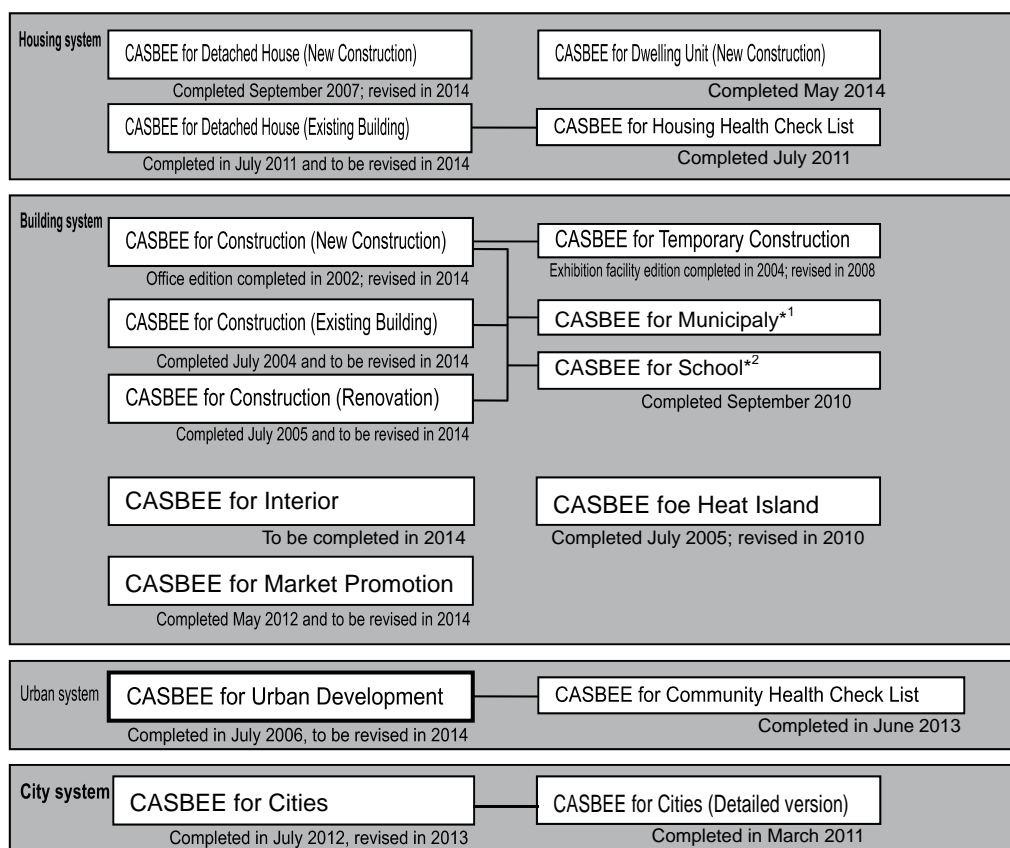 Housing system
CASBEE for Detached House (New Construction)
CASBEE for Dwelling Unit (New Construction)
Completed September 2007; revised in 2014
Completed May 2014
CASBEE for Detached House (Existing Building)
CASBEE for Housing Health Check List
Completed in July 2011 and to be revised in 2014
Completed July 2011
Building system
CASBEE for Construction (New Construction)
CASBEE for Temporary Construction
Office edition completed in 2002; revised in 2014
Exhibition facility edition completed in 2004; revised in 2008
CASBEE for Construction (Existing Building)
CASBEE for Municipaly*1
Completed July 2004 and to be revised in 2014
CASBEE for School*2
CASBEE for Construction (Renovation)
Completed September 2010
Completed July 2005 and to be revised in 2014
CASBEE for Interior
CASBEE foe Heat Island
To be completed in 2014
Completed July 2005; revised in 2010
CASBEE for Market Promotion
Completed May 2012 and to be revised in 2014
Urban system
CASBEE for Urban Development
CASBEE for Community Health Check List
Completed in July 2006, to be revised in 2014
Completed in June 2013
City system
CASBEE for Cities
CASBEE for Cities (Detailed version)
Completed in July 2012, revised in 2013
Completed in March 2011